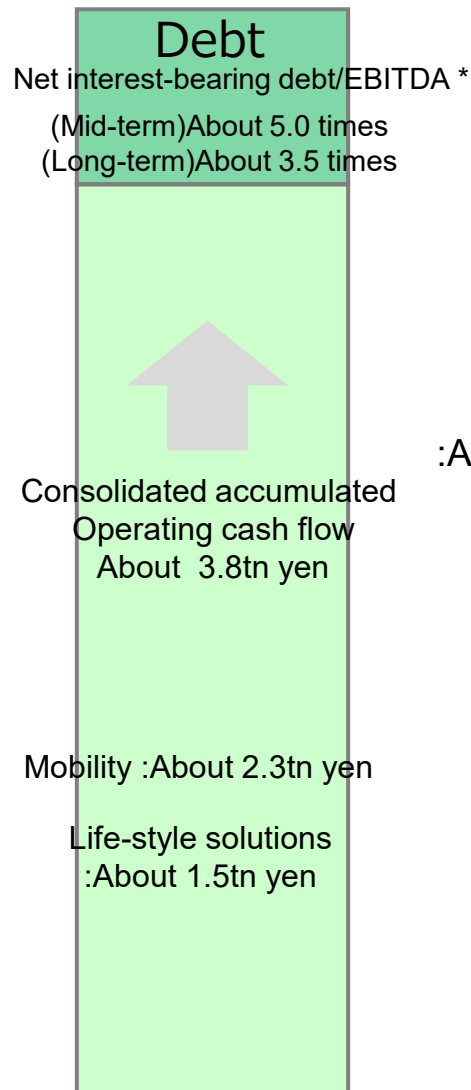 Debt
Net interest-bearing debt/EBITDA *
(Mid-term)About 5.0 times
(Long-term)About 3.5 times
:A
Consolidated accumulated
Operating cash flow
About 3.8tn yen
Mobility :About 2.3tn yen
Life-style solutions
:About 1.5tn yen